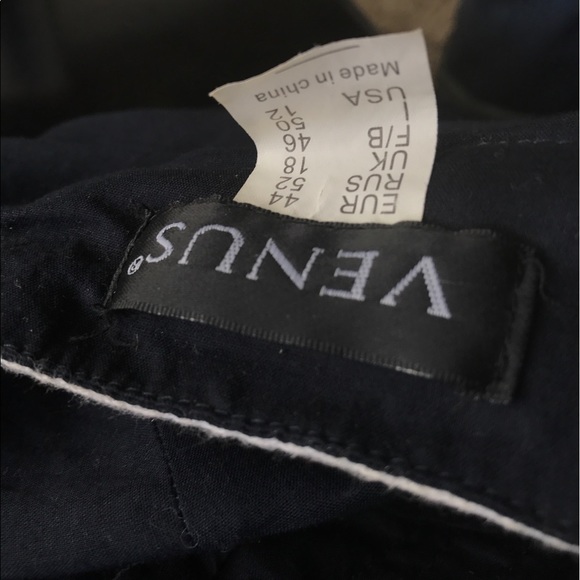 VENUS®
EUR 44
RUS 52
UK 18
F/B 46
I 50
USA 12
Made in china